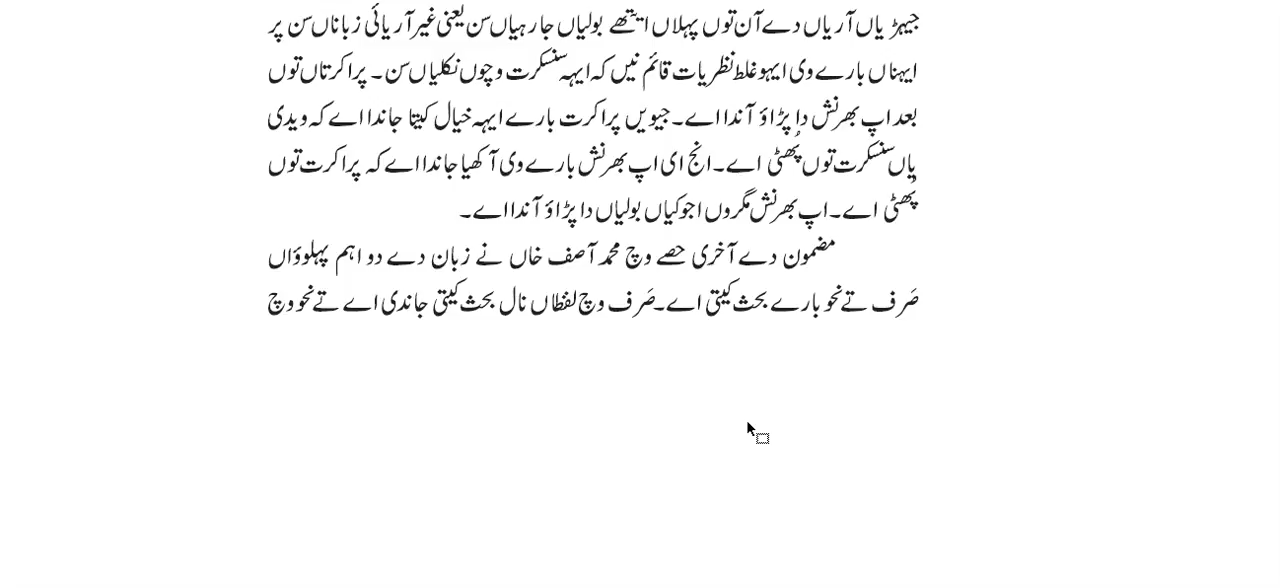 جیہڑیاں آریاں دے آن توں پہلاں ایتھے بولیاں جا رہیاں سن یعنی غیر آریائی زباناں سن پر
ایہناں بارے وی ایہو غلط نظریات قائم نیں کہ ایہہ سنسکرت وچوں نکلیاں سن۔ پراکرتاں توں
بعد اپ بھرنش دا پڑاؤ آندا اے۔ جیویں پراکرت بارے ایہہ خیال کیتا جاندا اے کہ ویدی
یاں سنسکرت توں پُھٹی اے۔ انج ای اپ بھرنش بارے وی آکھیا جاندا اے کہ پراکرت توں
پُھٹی اے۔ اپ بھرنش مگروں اجوکیاں بولیاں دا پڑاؤ آندا اے۔
مضمون دے آخری حصے وچ محمد آصف خاں نے زبان دے دو اہم پہلوؤاں
صَرف تے نحو بارے بحث کیتی اے۔ صَرف وچ لفظاں نال بحث کیتی جاندی اے تے نحو وچ